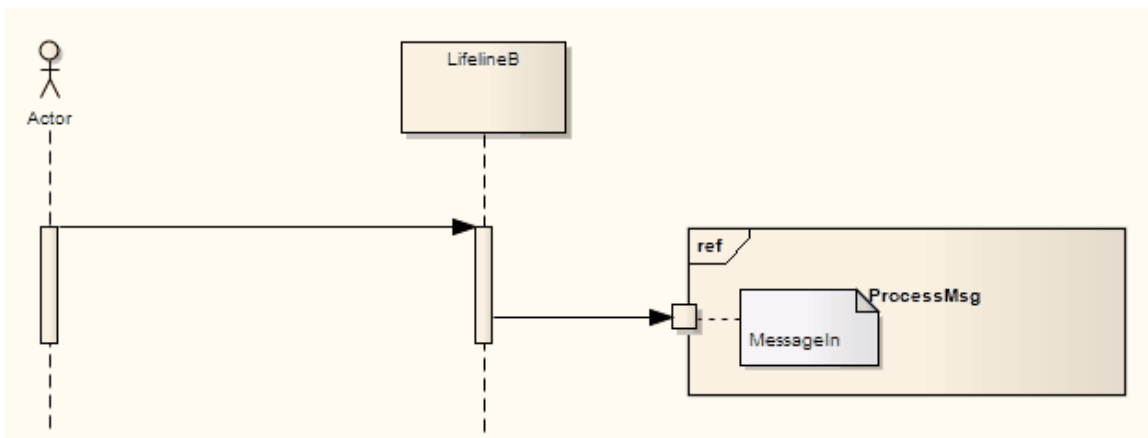 LifelineB
Actor
ref
ProcessMsg
MessageIn